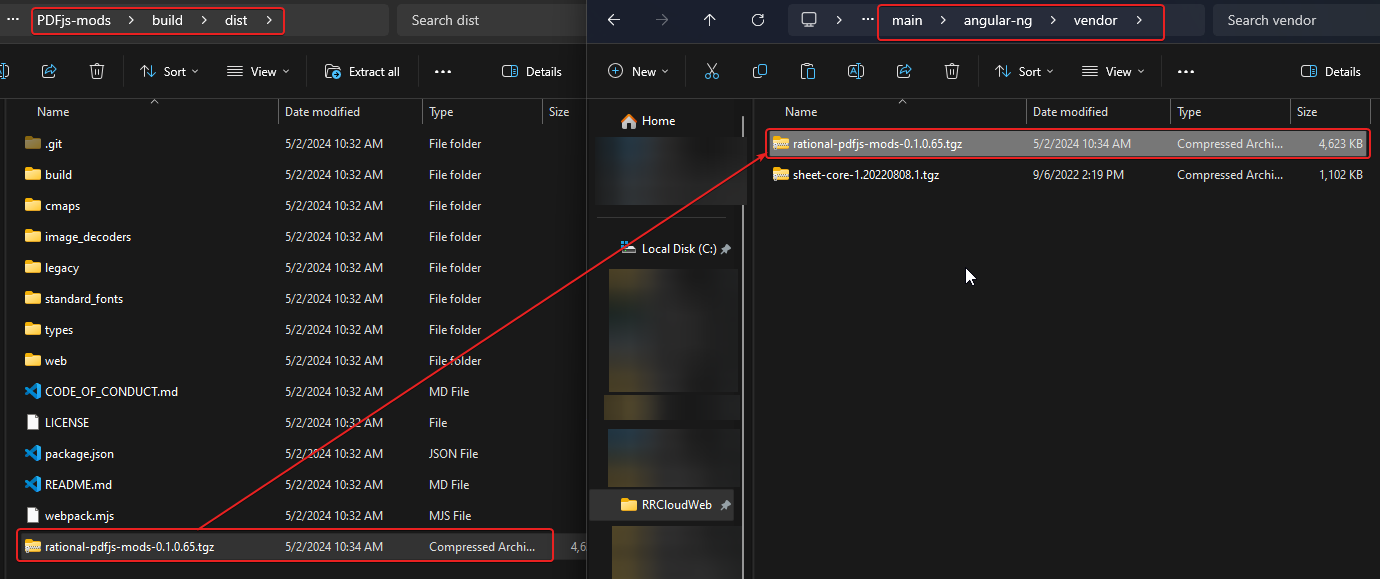 PDFjs-mods > build > dist >
Search dist
Sort
View
Extract all
Details
Name
Date modified
Type
Size
.git 5/2/2024 10:32 AM File folder
build 5/2/2024 10:32 AM File folder
cmaps 5/2/2024 10:32 AM File folder
image_decoders 5/2/2024 10:32 AM File folder
legacy 5/2/2024 10:32 AM File folder
standard_fonts 5/2/2024 10:32 AM File folder
types 5/2/2024 10:32 AM File folder
web 5/2/2024 10:32 AM File folder
CODE_OF_CONDUCT.md 5/2/2024 10:32 AM MD File
LICENSE 5/2/2024 10:32 AM File
package.json 5/2/2024 10:32 AM JSON File
README.md 5/2/2024 10:32 AM MD File
webpack.mjs 5/2/2024 10:32 AM MJS File
rational-pdfjs-mods-0.1.0.65.tgz 5/2/2024 10:34 AM Compressed Archi...
main > angular-ng > vendor >
Search vendor
New
Sort
View
Details
Home
Local Disk (C:)
RRCloudWeb
Name
Date modified
Type
Size
rational-pdfjs-mods-0.1.0.65.tgz 5/2/2024 10:34 AM Compressed Archi... 4,623 KB
sheet-core-1.20220808.1.tgz 9/6/2022 2:19 PM Compressed Archi... 1,102 KB